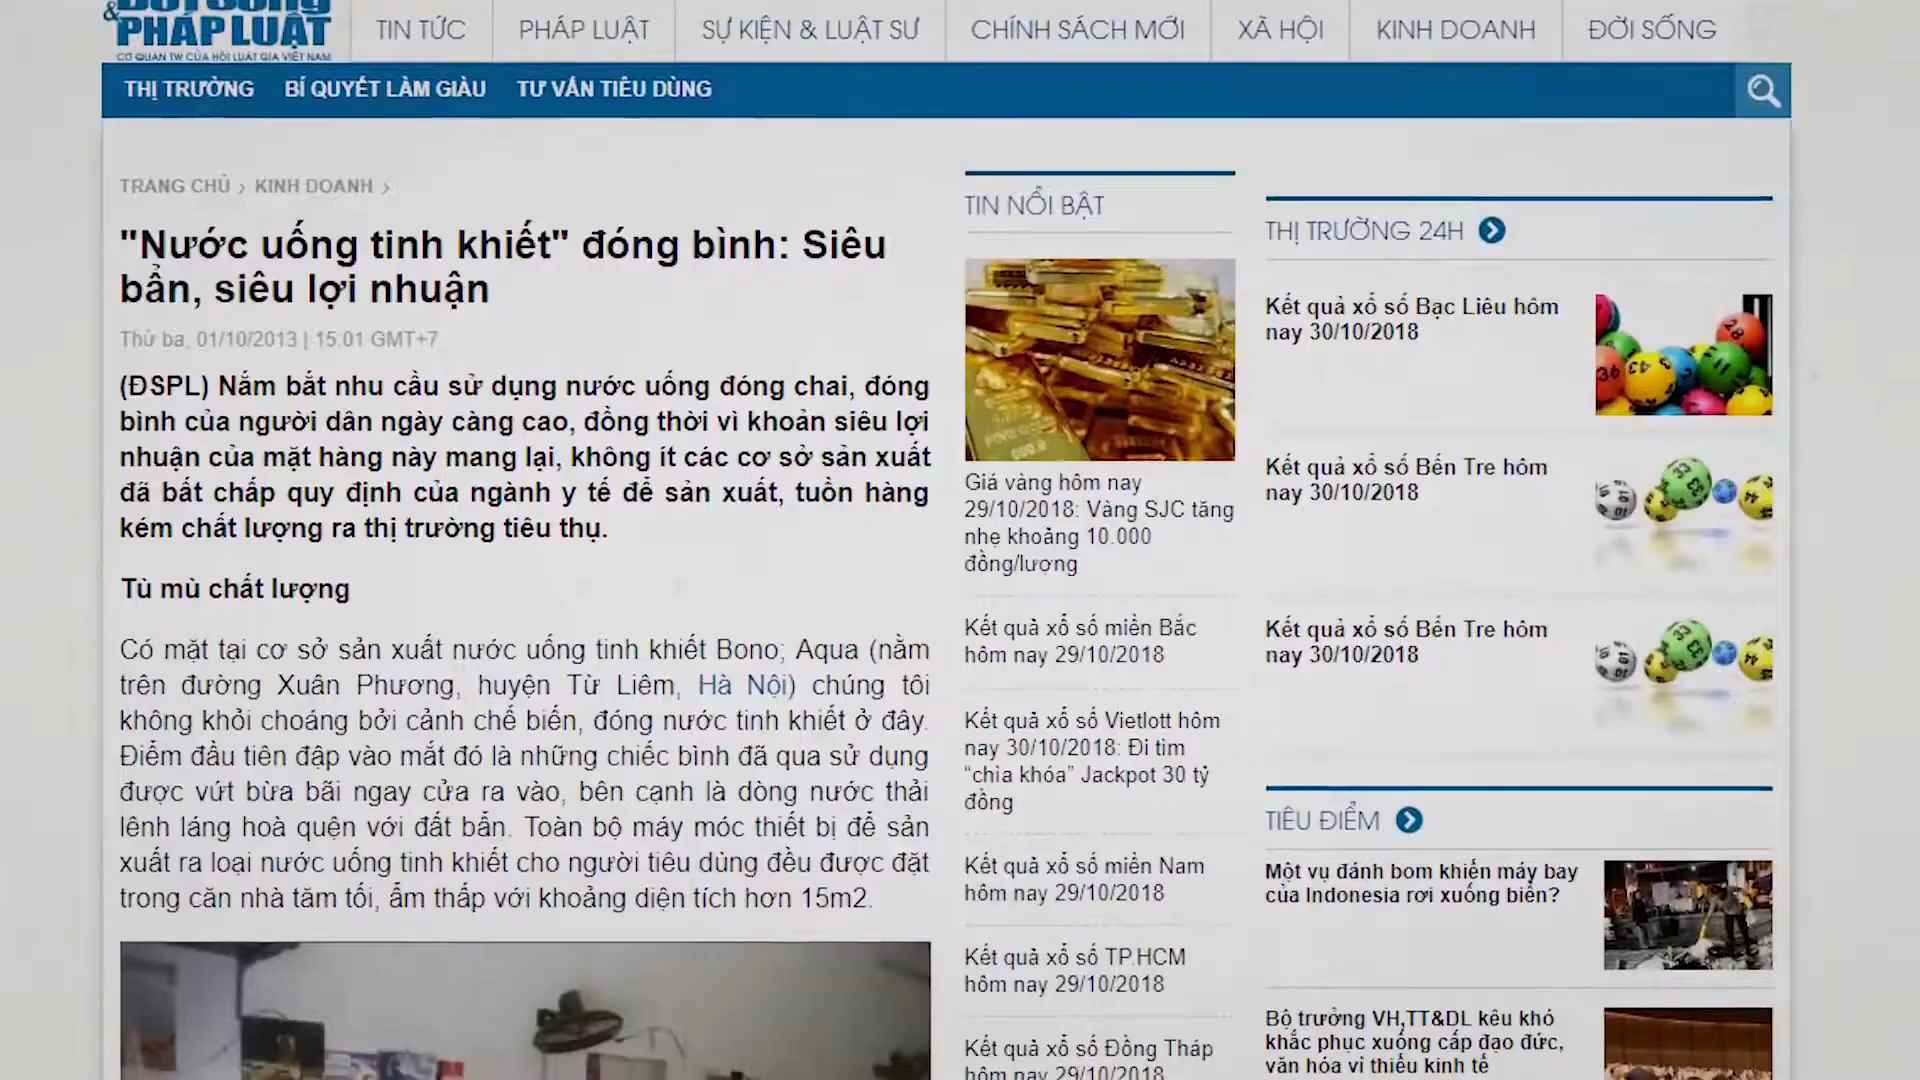 & ĐỜI SỐNG
PHÁP LUẬT
CƠ QUAN TW CỦA HỘI LUẬT GIA VIỆT NAM
TIN TỨC
PHÁP LUẬT
SỰ KIỆN & LUẬT SƯ
CHÍNH SÁCH MỚI
XÃ HỘI
KINH DOANH
ĐỜI SỐNG
THỊ TRƯỜNG
BÍ QUYẾT LÀM GIÀU
TƯ VẤN TIÊU DÙNG
TRANG CHỦ › KINH DOANH ›
"Nước uống tinh khiết" đóng bình: Siêu
bẩn, siêu lợi nhuận
Thứ ba, 01/10/2013 | 15:01 GMT+7
(ĐSPL) Nắm bắt nhu cầu sử dụng nước uống đóng chai, đóng
bình của người dân ngày càng cao, đồng thời vì khoản siêu lợi
nhuận của mặt hàng này mang lại, không ít các cơ sở sản xuất
đã bất chấp quy định của ngành y tế để sản xuất, tuồn hàng
kém chất lượng ra thị trường tiêu thụ.
Tù mù chất lượng
Có mặt tại cơ sở sản xuất nước uống tinh khiết Bono; Aqua (nằm
trên đường Xuân Phương, huyện Từ Liêm, Hà Nội) chúng tôi
không khỏi choáng bởi cảnh chế biến, đóng nước tinh khiết ở đây.
Điểm đầu tiên đập vào mắt đó là những chiếc bình đã qua sử dụng
được vứt bừa bãi ngay cửa ra vào, bên cạnh là dòng nước thải
lênh láng hoà quện với đất bẩn. Toàn bộ máy móc thiết bị để sản
xuất ra loại nước uống tinh khiết cho người tiêu dùng đều được đặt
trong căn nhà tăm tối, ẩm thấp với khoảng diện tích hơn 15m2.
TIN NỔI BẬT
Giá vàng hôm nay
29/10/2018: Vàng SJC tăng
nhẹ khoảng 10.000
đồng/lượng
Kết quả xổ số miền Bắc
hôm nay 29/10/2018
Kết quả xổ số Vietlott hôm
nay 30/10/2018: Đi tìm
“chìa khóa” Jackpot 30 tỷ
đồng
Kết quả xổ số miền Nam
hôm nay 29/10/2018
Kết quả xổ số TP.HCM
hôm nay 29/10/2018
Kết quả xổ số Đồng Tháp
hôm nay 29/10/2018
THỊ TRƯỜNG 24H
Kết quả xổ số Bạc Liêu hôm
nay 30/10/2018
Kết quả xổ số Bến Tre hôm
nay 30/10/2018
Kết quả xổ số Bến Tre hôm
nay 30/10/2018
TIÊU ĐIỂM
Một vụ đánh bom khiến máy bay
của Indonesia rơi xuống biển?
Bộ trưởng VH,TT&DL kêu khó
khắc phục xuống cấp đạo đức,
văn hóa vì thiếu kinh tế